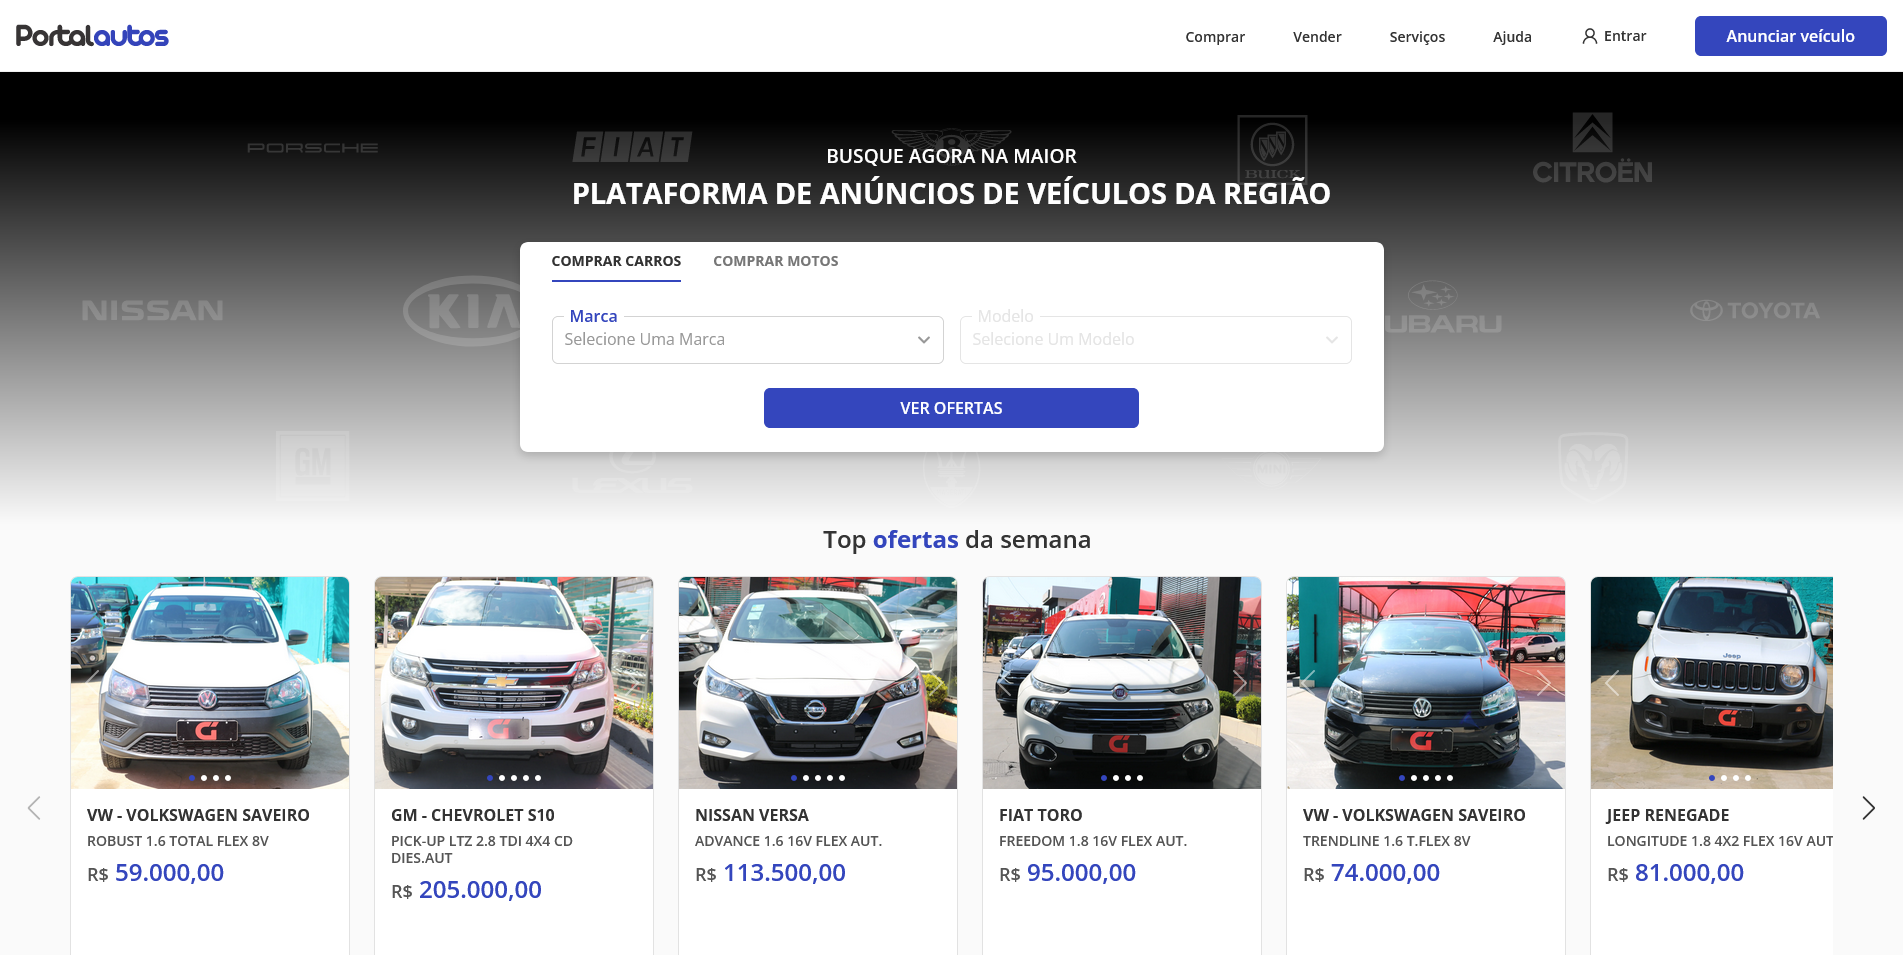 Portalautos
Comprar
Vender
Serviços
Ajuda
Entrar
Anunciar veículo
PORSCHE
FIAT
BUICK
CITROËN
BUSQUE AGORA NA MAIOR
PLATAFORMA DE ANÚNCIOS DE VEÍCULOS DA REGIÃO
COMPRAR CARROS
COMPRAR MOTOS
NISSAN
KIA
UBARU
TOYOTA
Marca
Selecione Uma Marca
Modelo
Selecione Um Modelo
VER OFERTAS
GM
LEXUS
MINI
Top ofertas da semana
VW - VOLKSWAGEN SAVEIRO
ROBUST 1.6 TOTAL FLEX 8V
R$ 59.000,00
GM - CHEVROLET S10
PICK-UP LTZ 2.8 TDI 4X4 CD
DIES.AUT
R$ 205.000,00
NISSAN VERSA
ADVANCE 1.6 16V FLEX AUT.
R$ 113.500,00
FIAT TORO
FREEDOM 1.8 16V FLEX AUT.
R$ 95.000,00
VW - VOLKSWAGEN SAVEIRO
TRENDLINE 1.6 T.FLEX 8V
R$ 74.000,00
Jeep
JEEP RENEGADE
LONGITUDE 1.8 4X2 FLEX 16V AUT
R$ 81.000,00